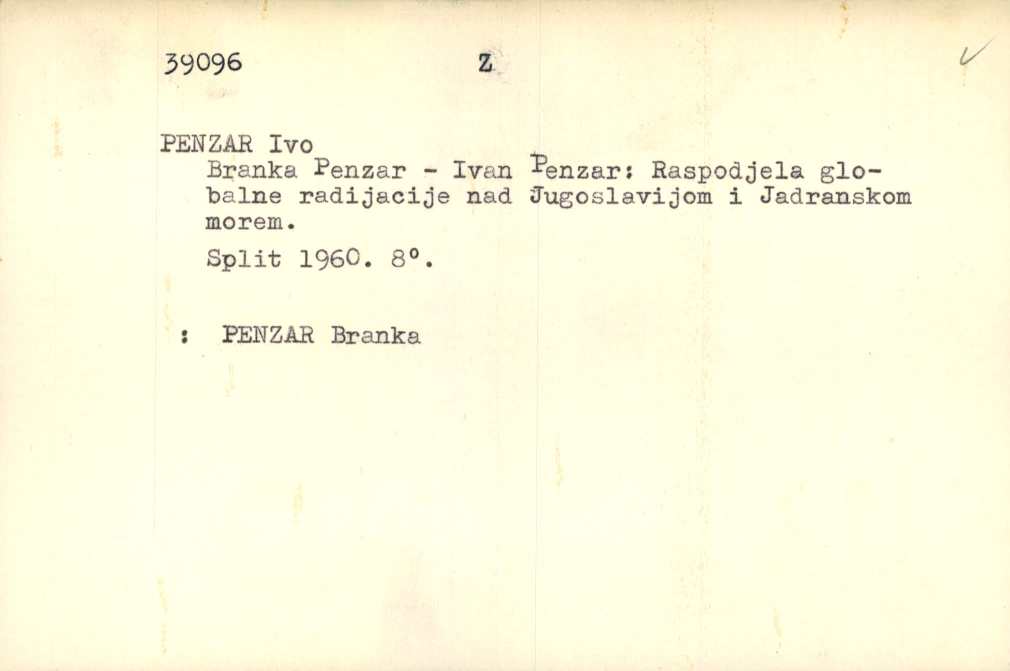 39096 Z ✓
PENZAR Ivo
Branka Penzar - Ivan Penzar: Raspodjela glo-
balne radijacije nad Jugoslavijom i Jadranskom
morem.
Split 1960. 8°.
: PENZAR Branka